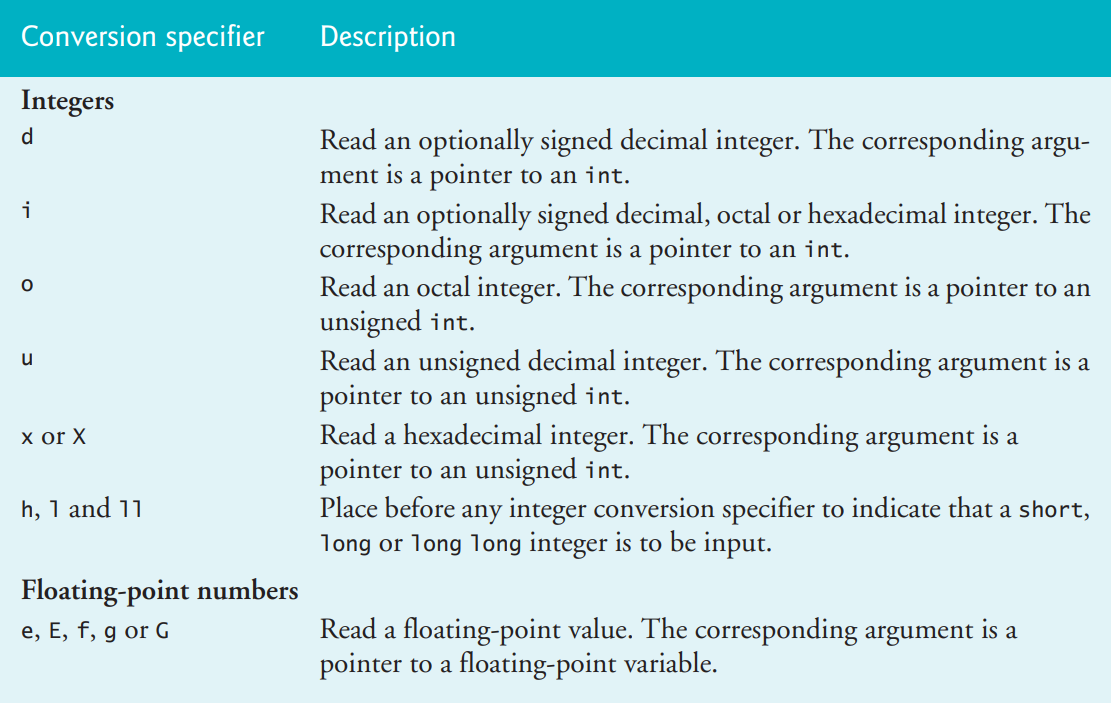 Conversion specifier Description
Integers
d Read an optionally signed decimal integer. The corresponding argu-
ment is a pointer to an int.
i Read an optionally signed decimal, octal or hexadecimal integer. The
corresponding argument is a pointer to an int.
o Read an octal integer. The corresponding argument is a pointer to an
unsigned int.
u Read an unsigned decimal integer. The corresponding argument is a
pointer to an unsigned int.
x or X Read a hexadecimal integer. The corresponding argument is a
pointer to an unsigned int.
h, l and ll Place before any integer conversion specifier to indicate that a short,
long or long long integer is to be input.
Floating-point numbers
e, E, f, g or G Read a floating-point value. The corresponding argument is a
pointer to a floating-point variable.